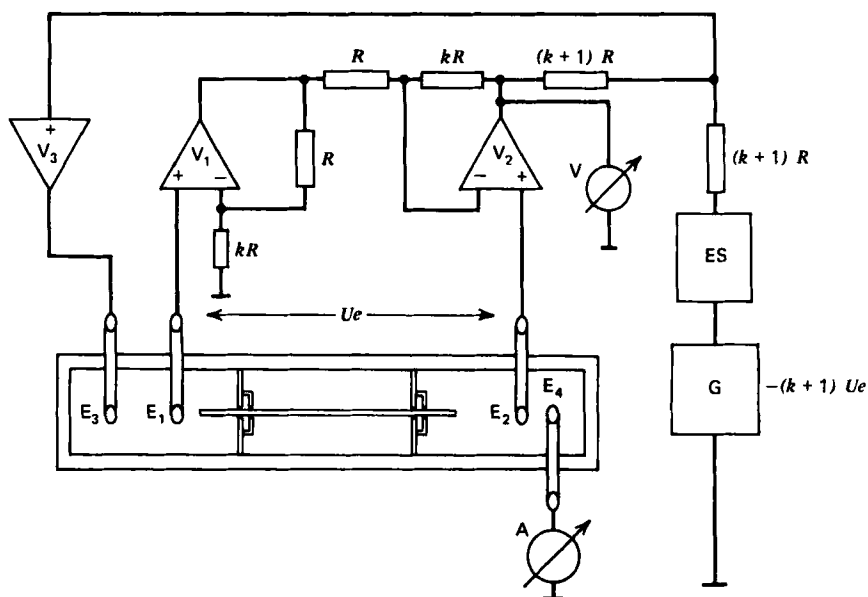 R
kR
(k + 1) R
+
V3
V1
+ −
R
V2
− +
V
(k + 1) R
kR
ES
Ue
E4
G
−(k + 1) Ue
E3
E1
E2
A